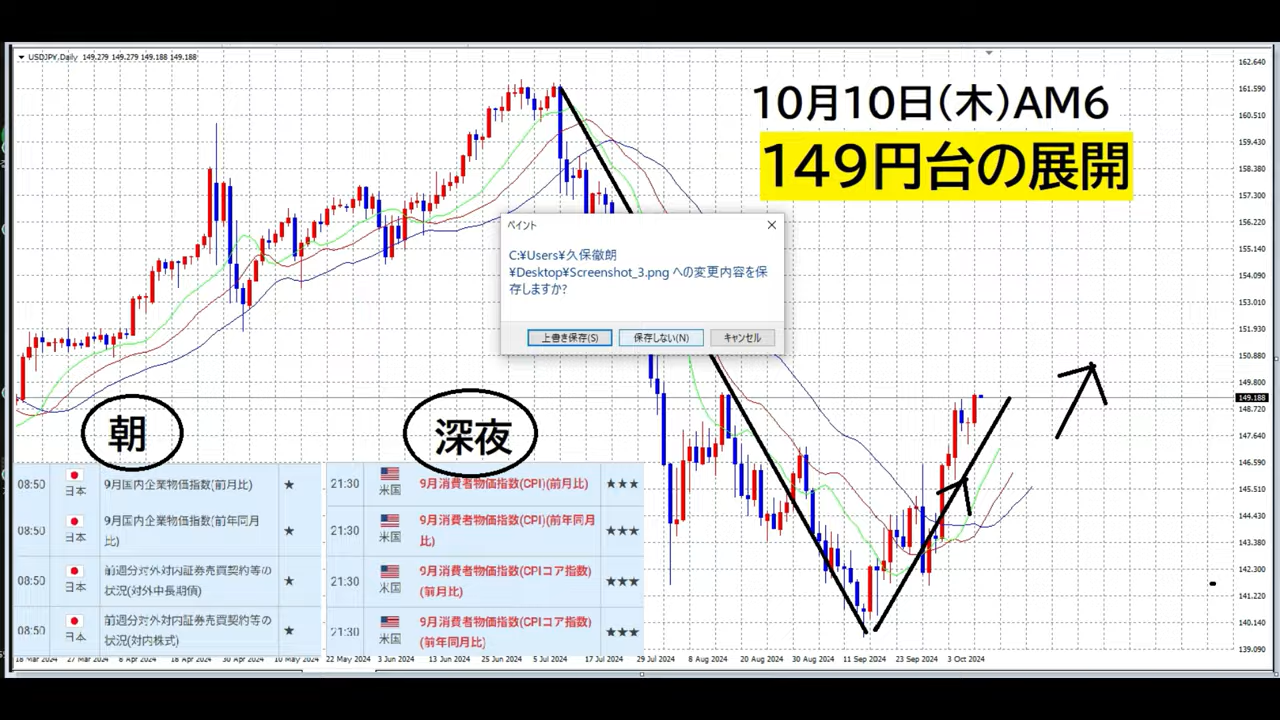 USDJPY,Daily 149.279 149.279 149.188 149.188
10月10日(木)AM6
149円台の展開
162.640
161.590
160.510
159.430
158.370
157.300
156.220
155.140
154.090
153.010
151.930
150.880
149.800
149.188
148.720
147.640
146.590
145.510
144.430
143.380
142.300
141.220
140.140
139.090
ペイント
C:¥Users¥久保徹朗
¥Desktop¥Screenshot_3.png への変更内容を保
存しますか?
上書き保存(S) 保存しない(N) キャンセル
朝
深夜
08:50 日本 9月国内企業物価指数(前月比) ★
08:50 日本 9月国内企業物価指数(前年同月
比)
08:50 日本 前週分対外対内証券売買契約等の
状況(対外中長期債) ★
08:50 日本 前週分対外対内証券売買契約等の
状況(対内株式) ★
21:30 米国 9月消費者物価指数(CPI)(前月比) ★★★
21:30 米国 9月消費者物価指数(CPI)(前年同月
比) ★★★
21:30 米国 9月消費者物価指数(CPIコア指数)
(前月比) ★★★
21:30 米国 9月消費者物価指数(CPIコア指数)
(前年同月比) ★★★
18 Mar 2024 27 Mar 2024 8 Apr 2024 18 Apr 2024 30 Apr 2024 10 May 2024 22 May 2024 3 Jun 2024 13 Jun 2024 25 Jun 2024 5 Jul 2024 17 Jul 2024 29 Jul 2024 8 Aug 2024 20 Aug 2024 30 Aug 2024 11 Sep 2024 23 Sep 2024 3 Oct 2024